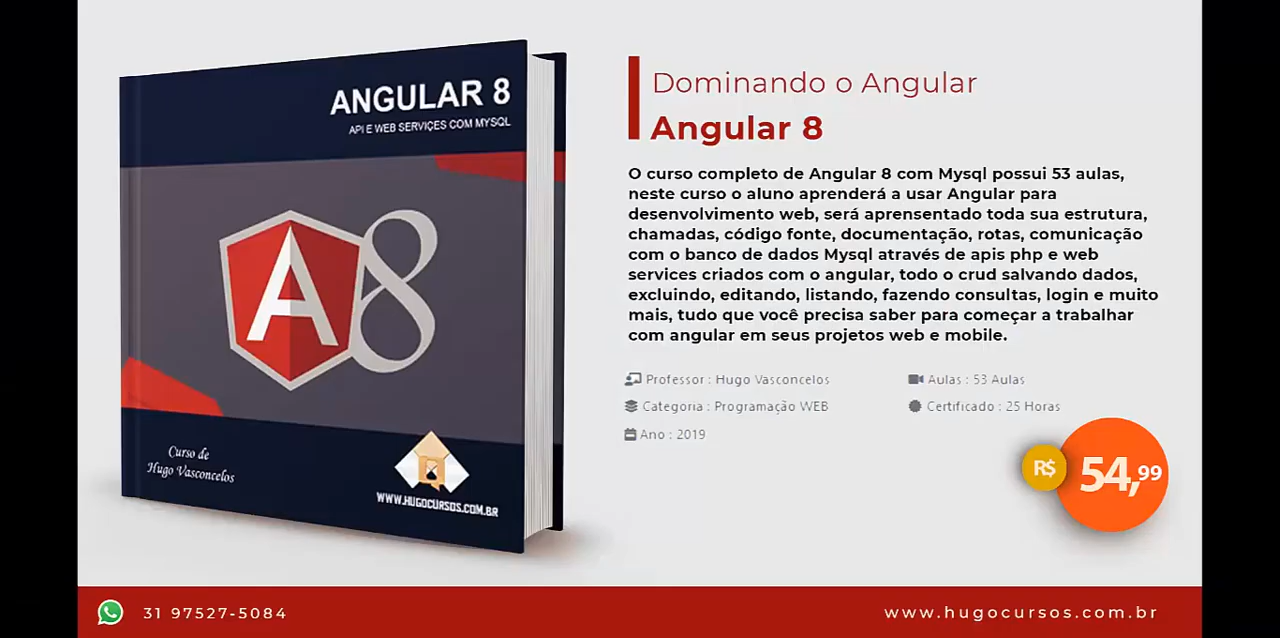 ANGULAR 8
API E WEB SERVIÇES COM MYSQL
A8
Curso de
Hugo Vasconcelos
WWW.HUGOCURSOS.COM.BR
Dominando o Angular
Angular 8
O curso completo de Angular 8 com Mysql possui 53 aulas,
neste curso o aluno aprenderá a usar Angular para
desenvolvimento web, será aprensentado toda sua estrutura,
chamadas, código fonte, documentação, rotas, comunicação
com o banco de dados Mysql através de apis php e web
services criados com o angular, todo o crud salvando dados,
excluindo, editando, listando, fazendo consultas, login e muito
mais, tudo que você precisa saber para começar a trabalhar
com angular em seus projetos web e mobile.
Professor : Hugo Vasconcelos
Aulas : 53 Aulas
Categoria : Programação WEB
Certificado : 25 Horas
Ano : 2019
R$ 54,99
31 97527-5084
www.hugocursos.com.br